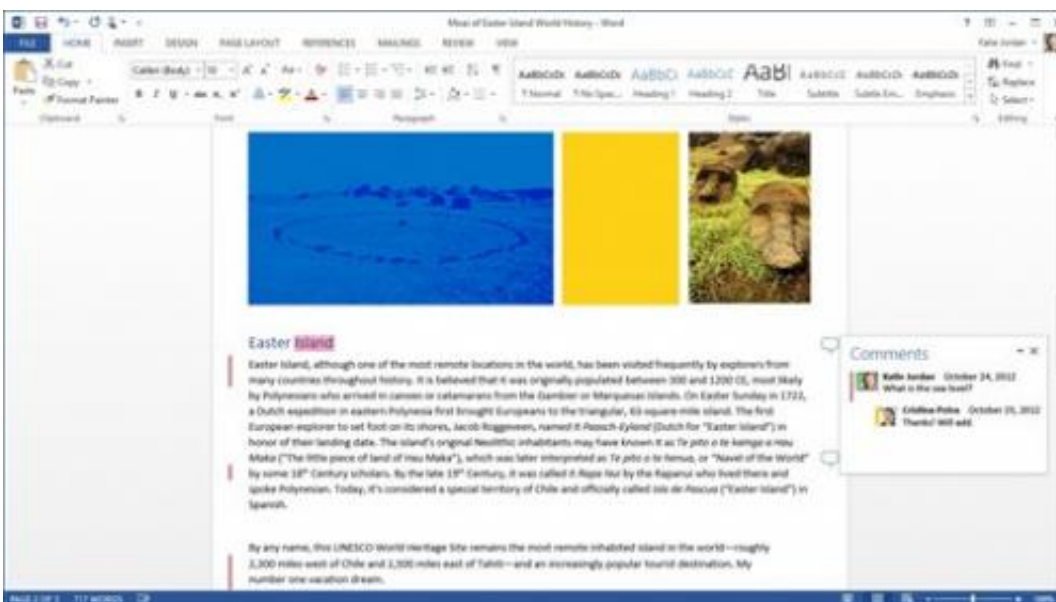 Moai of Easter Island World History - Word
FILE HOME INSERT DESIGN PAGE LAYOUT REFERENCES MAILINGS REVIEW VIEW
Katie Jordan
Cut
Copy
Paste
Format Painter
Calibri (Body)
Clipboard
Font
Paragraph
AaBbCcDc AaBbCcDc AaBbC AaBbCcC AaBl AaBbCcC AaBbCcDc AaBbCcDc
¶ Normal ¶ No Spac... Heading 1 Heading 2 Title Subtitle Subtle Em... Emphasis
Styles
Find
Replace
Select
Editing
Easter Island
Easter Island, although one of the most remote locations in the world, has been visited frequently by explorers from
many countries throughout history. It is believed that it was originally populated between 300 and 1200 CE, most likely
by Polynesians who arrived in canoes or catamarans from the Gambier or Marquesas Islands. On Easter Sunday in 1722,
a Dutch expedition in eastern Polynesia first brought Europeans to the triangular, 63-square-mile island. The first
European explorer to set foot on its shores, Jacob Roggeveen, named it Paasch-Eyland (Dutch for "Easter Island") in
honor of their landing date. The island's original Neolithic inhabitants may have known it as Te pito o te kainga a Hau
Maka ("The little piece of land of Hau Maka"), which was later interpreted as Te pito o te henua, or "Navel of the World"
by some 18th Century scholars. By the late 19th Century, it was called it Rapa Nui by the Rapanui who lived there and
spoke Polynesian. Today, it's considered a special territory of Chile and officially called Isla de Pascua ("Easter Island") in
Spanish.
By any name, this UNESCO World Heritage Site remains the most remote inhabited island in the world—roughly
2,300 miles west of Chile and 2,500 miles east of Tahiti—and an increasingly popular tourist destination. My
number one vacation dream.
Comments
Katie Jordan October 24, 2012
What is the sea level?
Cristina Potra October 25, 2012
Thanks! Will add.
717 WORDS